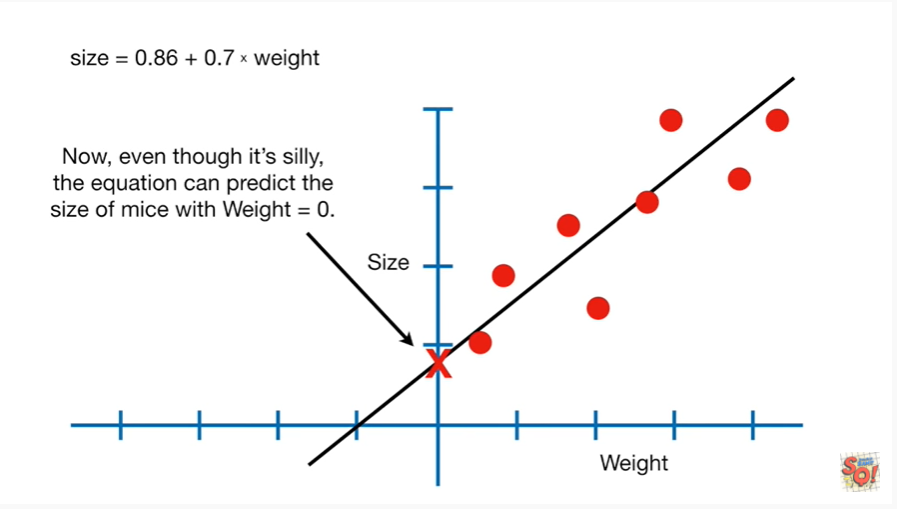 size = 0.86 + 0.7 × weight
Now, even though it's silly,
the equation can predict the
size of mice with Weight = 0.
Size
X
Weight
SQ!